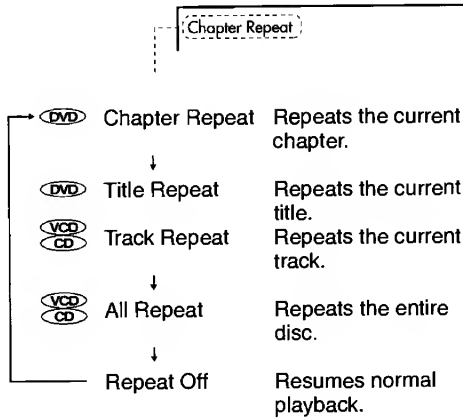 Chapter Repeat
DVD Chapter Repeat Repeats the current
chapter.
DVD Title Repeat Repeats the current
title.
VCD
CD Track Repeat Repeats the current
track.
VCD
CD All Repeat Repeats the entire
disc.
Repeat Off Resumes normal
playback.